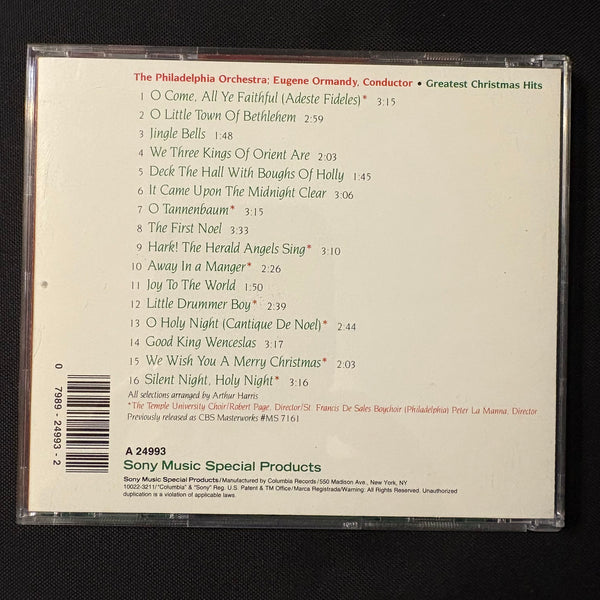 The Philadelphia Orchestra; Eugene Ormandy, Conductor • Greatest Christmas Hits
1 O Come, All Ye Faithful (Adeste Fideles)* 3:15
2 O Little Town Of Bethlehem 2:59
3 Jingle Bells 1:48
4 We Three Kings Of Orient Are 2:03
5 Deck The Hall With Boughs Of Holly 1:45
6 It Came Upon The Midnight Clear 3:06
7 O Tannenbaum* 3:15
8 The First Noel 3:33
9 Hark! The Herald Angels Sing* 3:10
10 Away In a Manger* 2:26
11 Joy To The World 1:50
12 Little Drummer Boy* 2:39
13 O Holy Night (Cantique De Noel)* 2:44
14 Good King Wenceslas 3:17
15 We Wish You A Merry Christmas* 2:03
16 Silent Night, Holy Night* 3:16
All selections arranged by Arthur Harris
*The Temple University Choir/Robert Page, Director/St. Francis De Sales Boychoir (Philadelphia) Peter La Manna, Director
Previously released as CBS Masterworks #MS 7161
0 7989-24993-2
A 24993
Sony Music Special Products
Sony Music Special Products/Manufactured by Columbia Records/550 Madison Ave., New York, NY
10022-3211/"Columbia" & "Sony" Reg. U.S. Patent & TM Office/Marca Registrada/Warning: All Rights Reserved. Unauthorized
duplication is a violation of applicable laws.